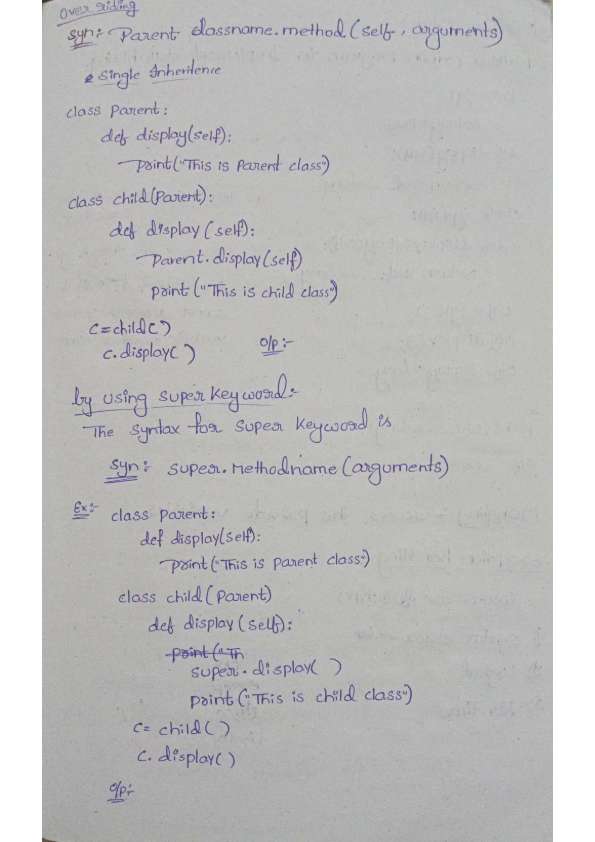 Over riding
Syn:- Parent classname.method(self, arguments)
Single Inheritence
class Parent:
def display(self):
print("This is Parent class")
class child(Parent):
def display(self):
Parent.display(self)
print("This is child class")
c=child()
c.display() o/p:-
by using super keyword:-
The syntax for super keyword is
Syn:- super.methodname(arguments)
Ex:- class Parent:
def display(self):
print("This is parent class")
class child(Parent)
def display(self):
print("Th
super.display()
print("This is child class")
c= child()
c.display()
o/p:-